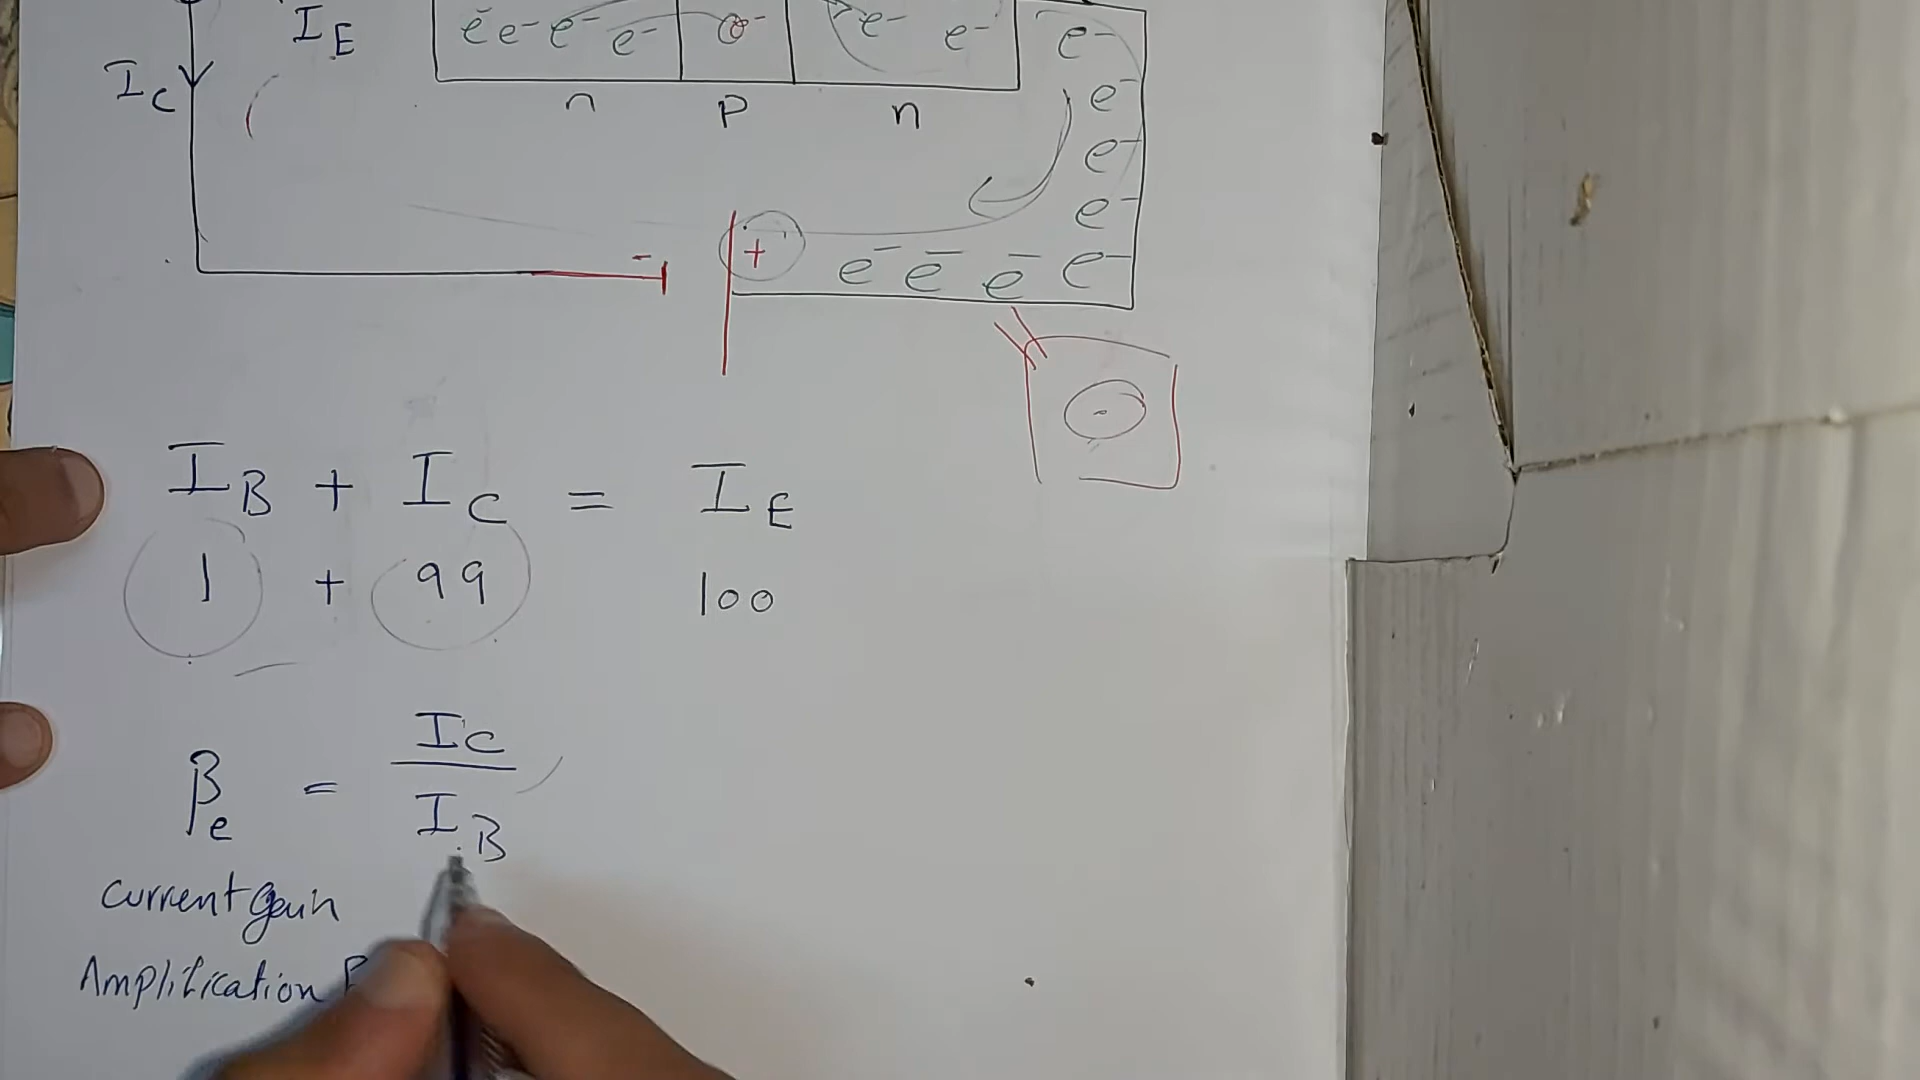 I_E e⁻ e⁻ e⁻ e⁻ e⁻ e⁻ e⁻ e⁻
I_C n p n e⁻
e⁻
e⁻
- + e⁻ e⁻ e⁻ e⁻
I_B + I_C = I_E
1 + 99 100
β_e = I_C / I_B
Current Gain
Amplification